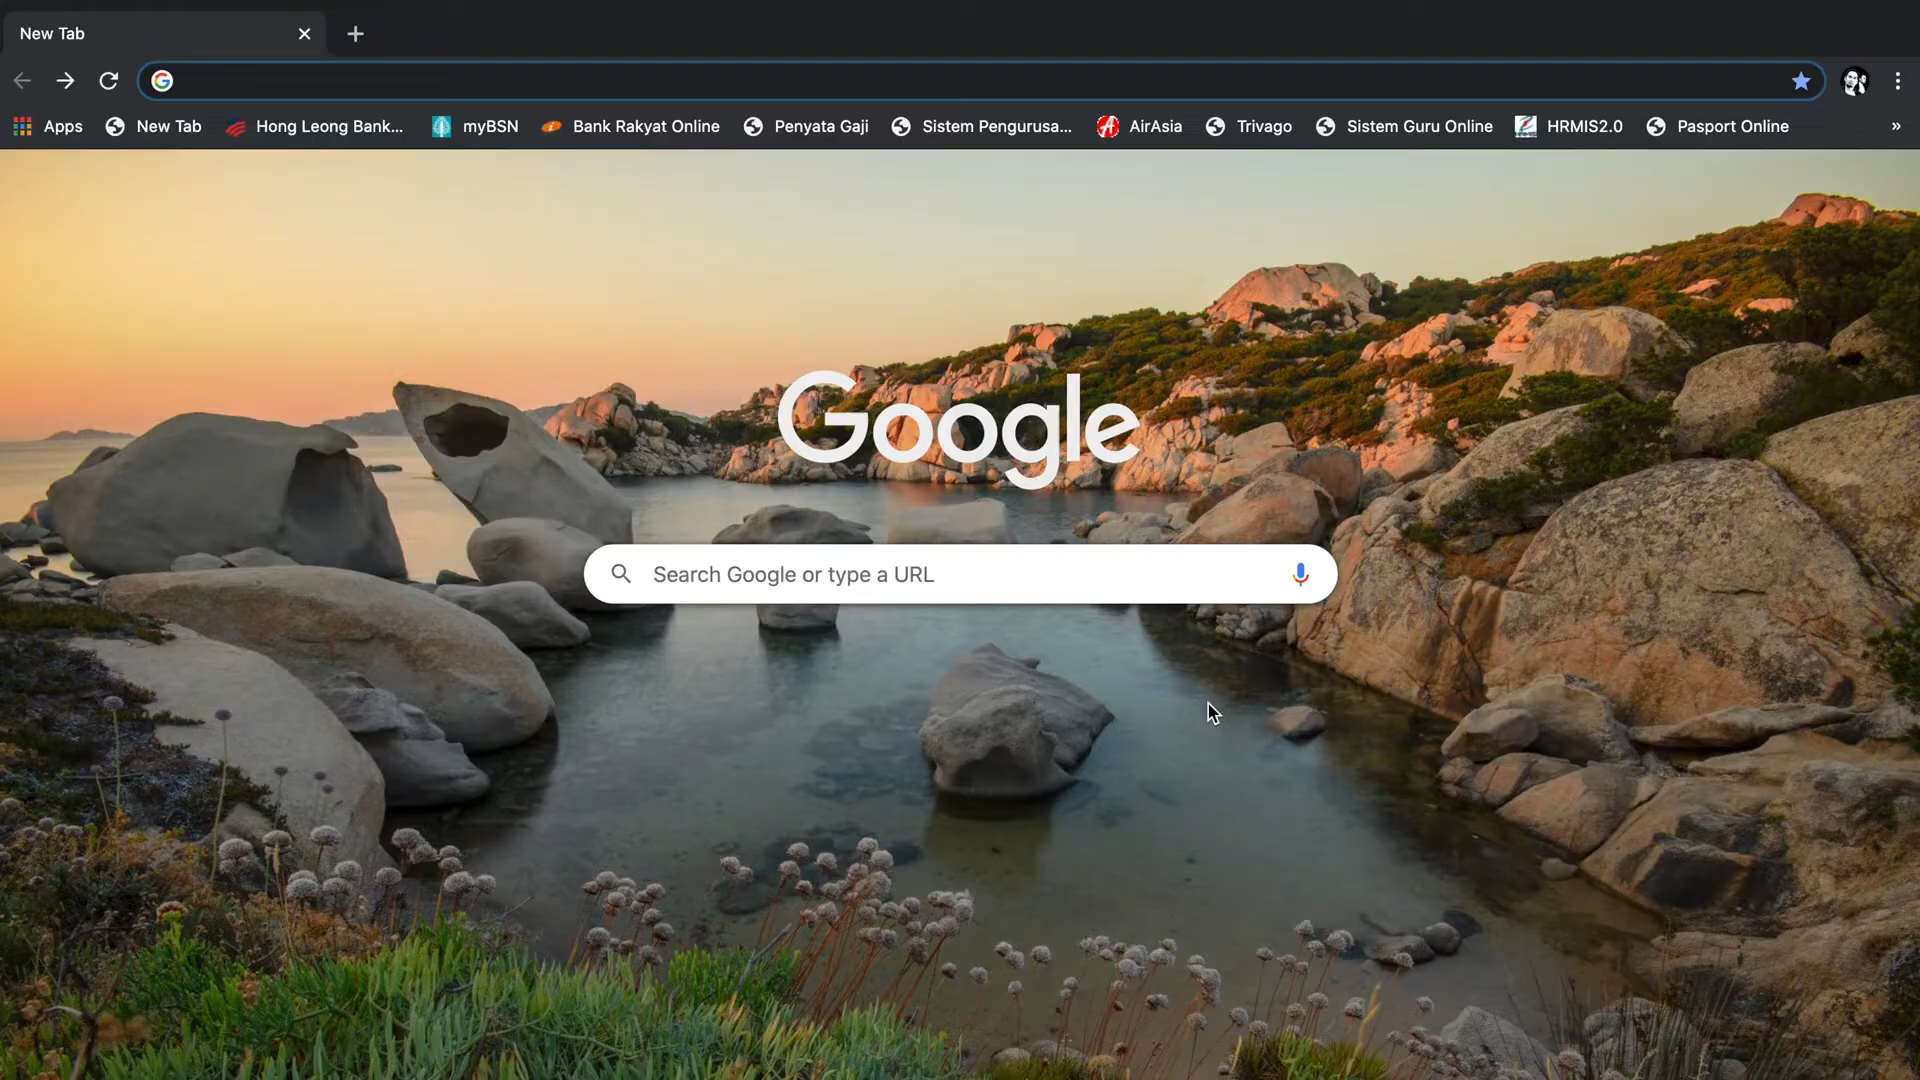 New Tab
Apps New Tab Hong Leong Bank... myBSN Bank Rakyat Online Penyata Gaji Sistem Pengurusa... AirAsia Trivago Sistem Guru Online HRMIS2.0 Pasport Online »
Google
Search Google or type a URL